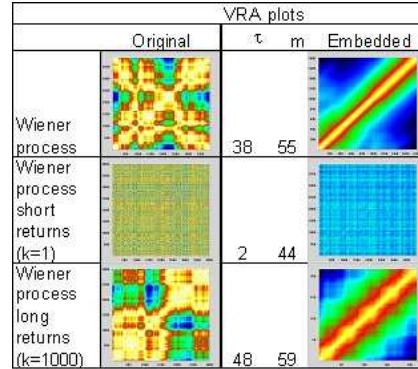 VRA plots
Original τ m Embedded
Wiener
process 38 55
Wiener
process
short
returns
(k=1) 2 44
Wiener
process
long
returns
(k=1000) 48 59